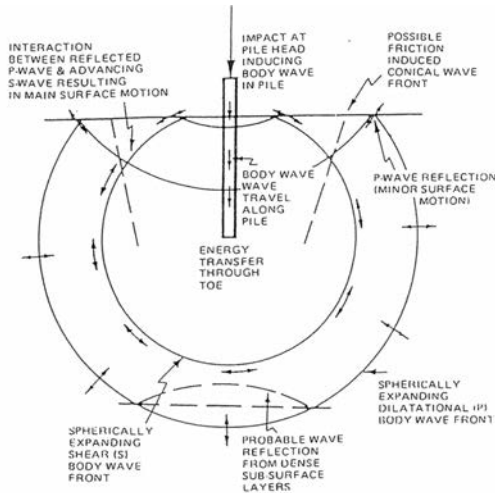 INTERACTION
BETWEEN REFLECTED
P-WAVE & ADVANCING
S-WAVE RESULTING
IN MAIN SURFACE MOTION
IMPACT AT
PILE HEAD
INDUCING
BODY WAVE
IN PILE
POSSIBLE
FRICTION
INDUCED
CONICAL WAVE
FRONT
P-WAVE REFLECTION
(MINOR SURFACE
MOTION)
BODY WAVE
WAVE
TRAVEL
ALONG
PILE
ENERGY
TRANSFER
THROUGH
TOE
SPHERICALLY
EXPANDING
SHEAR (S)
BODY WAVE
FRONT
PROBABLE WAVE
REFLECTION
FROM DENSE
SUB-SURFACE
LAYERS
SPHERICALLY
EXPANDING
DILATATIONAL (P)
BODY WAVE FRONT